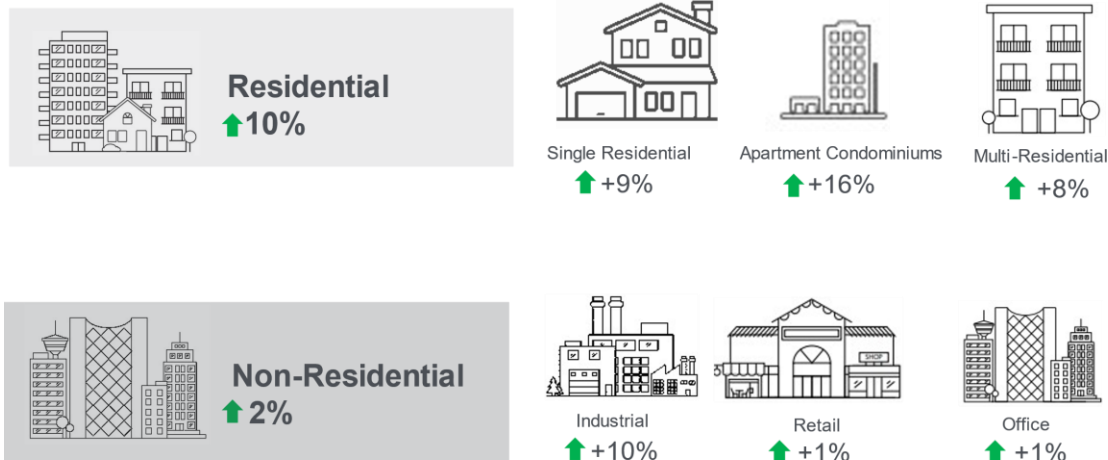 Residential
10%
Single Residential
+9%
Apartment Condominiums
+16%
Multi-Residential
+8%
Non-Residential
2%
Industrial
+10%
SHOP
Retail
+1%
Office
+1%